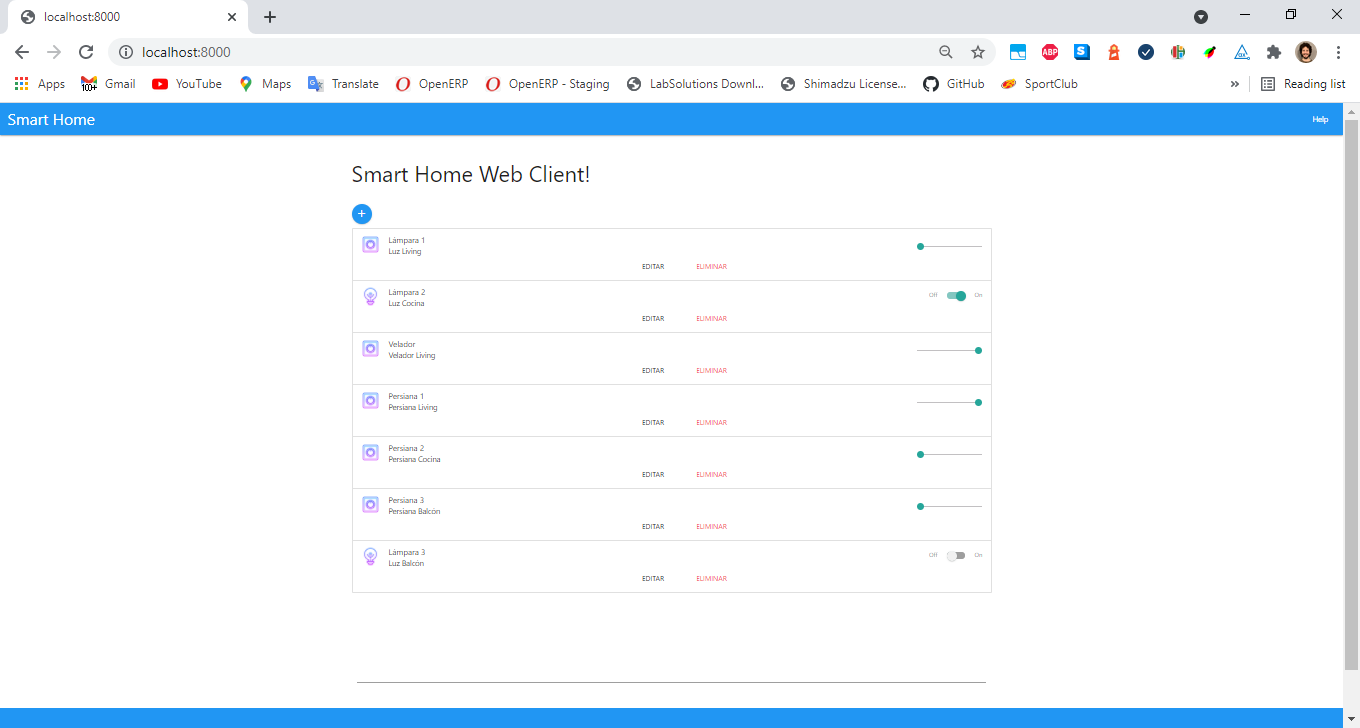 localhost:8000
localhost:8000
ABP
S
Apps
100+
Gmail
YouTube
Maps
Translate
OpenERP
OpenERP - Staging
LabSolutions Downl...
Shimadzu License...
GitHub
SportClub
»
Reading list
Smart Home
Help
Smart Home Web Client!
+
Lámpara 1
Luz Living
EDITAR ELIMINAR
Lámpara 2
Luz Cocina
Off On
EDITAR ELIMINAR
Velador
Velador Living
EDITAR ELIMINAR
Persiana 1
Persiana Living
EDITAR ELIMINAR
Persiana 2
Persiana Cocina
EDITAR ELIMINAR
Persiana 3
Persiana Balcón
EDITAR ELIMINAR
Lámpara 3
Luz Balcón
Off On
EDITAR ELIMINAR